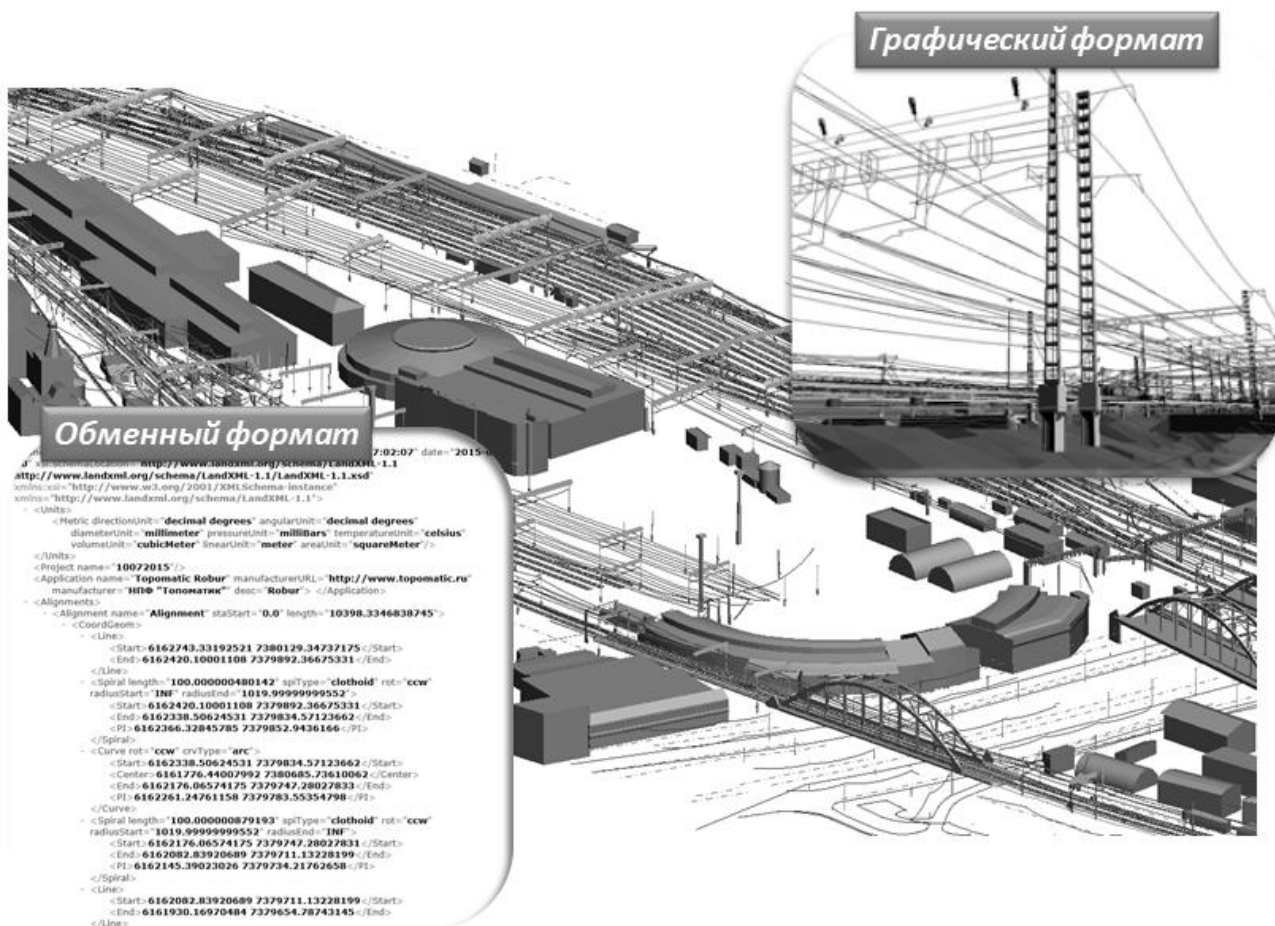 Графический формат
Обменный формат
7:02:07" date="2015-0
xsi:schemaLocation="http://www.landxml.org/schema/LandXML-1.1
http://www.landxml.org/schema/LandXML-1.1/LandXML-1.1.xsd"
xmlns:xsi="http://www.w3.org/2001/XMLSchema-instance"
xmlns="http://www.landxml.org/schema/LandXML-1.1">
- <Units>
<Metric directionUnit="decimal degrees" angularUnit="decimal degrees"
diameterUnit="millimeter" pressureUnit="milliBars" temperatureUnit="celsius"
volumeUnit="cubicMeter" linearUnit="meter" areaUnit="squareMeter"/>
</Units>
<Project name="10072015"/>
<Application name="Topomatic Robur" manufacturerURL="http://www.topomatic.ru"
manufacturer="НПФ "Топоматик"" desc="Robur"> </Application>
- <Alignments>
- <Alignment name="Alignment" staStart="0.0" length="10398.3346838745">
- <CoordGeom>
- <Line>
<Start>6162743.33192521 7380129.34737175</Start>
<End>6162420.10001108 7379892.36675331</End>
</Line>
- <Spiral length="100.000000480142" spiType="clothoid" rot="ccw"
radiusStart="INF" radiusEnd="1019.99999999552">
<Start>6162420.10001108 7379892.36675331</Start>
<End>6162338.50624531 7379834.57123662</End>
<PI>6162366.32845785 7379852.9436166</PI>
</Spiral>
- <Curve rot="ccw" crvType="arc">
<Start>6162338.50624531 7379834.57123662</Start>
<Center>6161776.44007992 7380685.73610062</Center>
<End>6162176.06574175 7379747.28027833</End>
<PI>6162261.24761158 7379783.55354798</PI>
</Curve>
- <Spiral length="100.000000879193" spiType="clothoid" rot="ccw"
radiusStart="1019.99999999552" radiusEnd="INF">
<Start>6162176.06574175 7379747.28027831</Start>
<End>6162082.83920689 7379711.13228199</End>
<PI>6162145.39023026 7379734.21762658</PI>
</Spiral>
- <Line>
<Start>6162082.83920689 7379711.13228199</Start>
<End>6161930.16970484 7379654.78743145</End>
</Line>